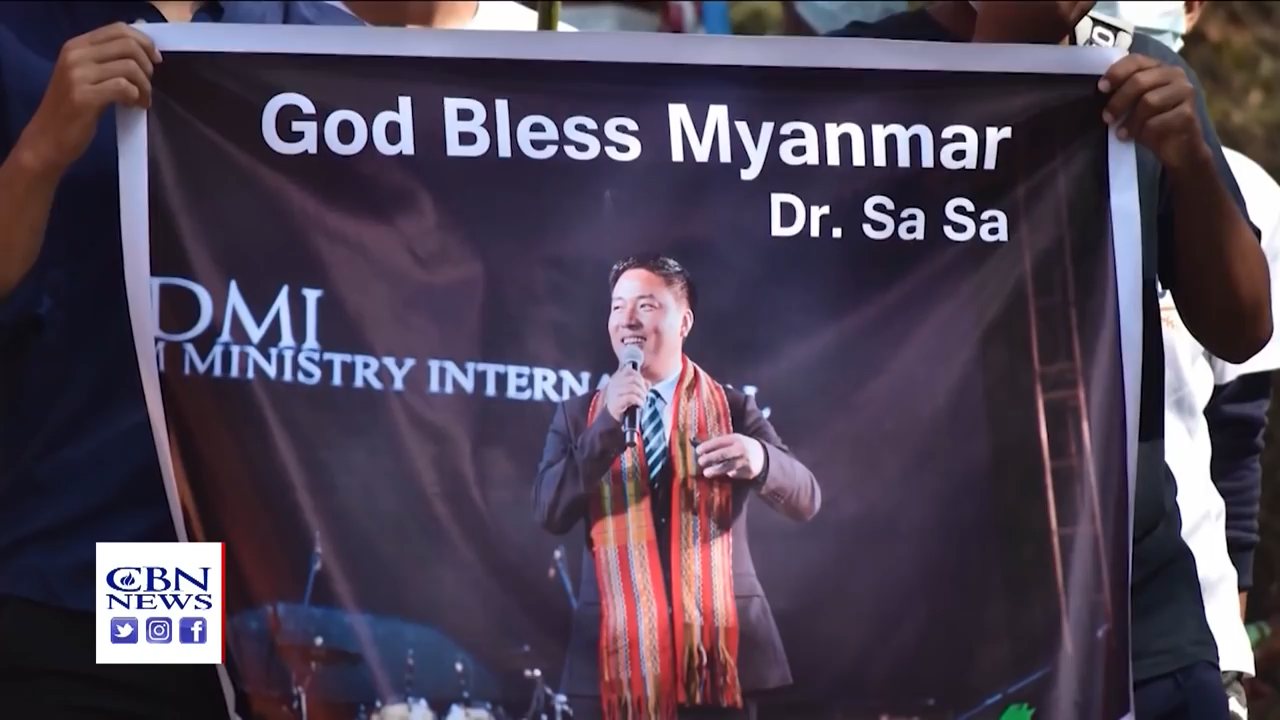 God Bless Myanmar
Dr. Sa Sa
DMI
MINISTRY INTERNA
CBN
NEWS